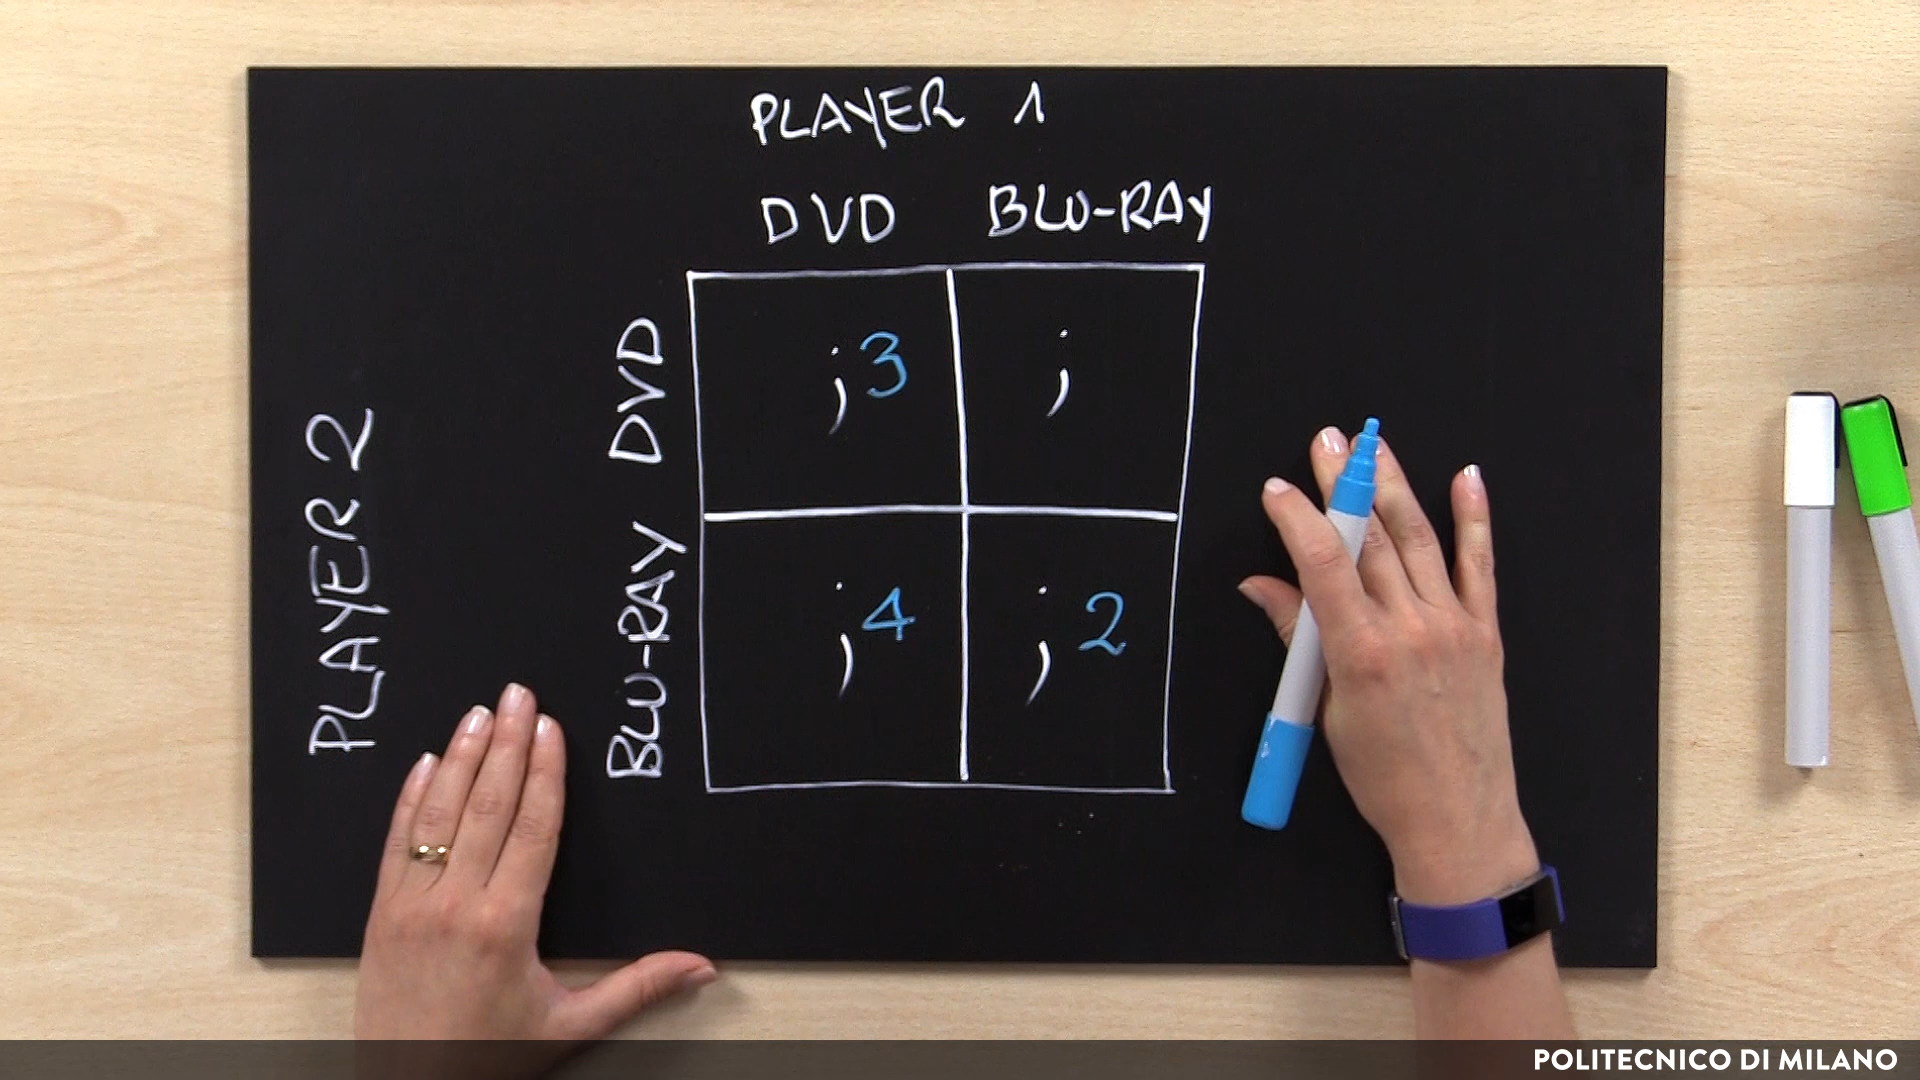 PLAYER 1
DVD BLU-RAY
PLAYER 2
DVD
; 3 ;
BLU-RAY
; 4 ; 2
POLITECNICO DI MILANO